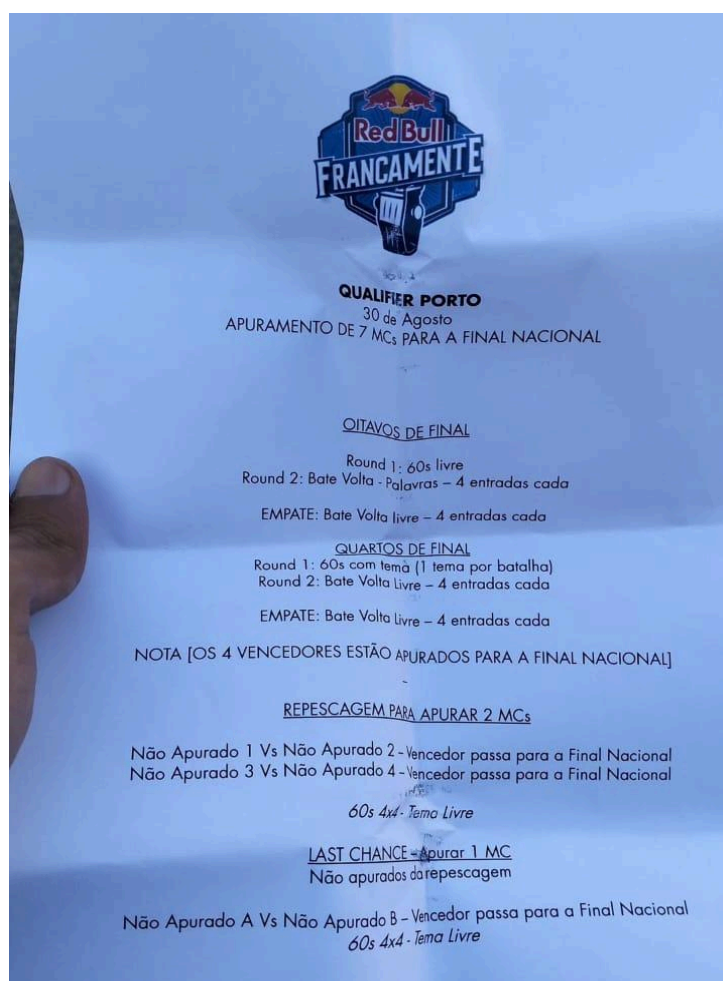 Red Bull
FRANCAMENTE
QUALIFIER PORTO
30 de Agosto
APURAMENTO DE 7 MCs PARA A FINAL NACIONAL
OITAVOS DE FINAL
Round 1: 60s livre
Round 2: Bate Volta - Palavras – 4 entradas cada
EMPATE: Bate Volta livre – 4 entradas cada
QUARTOS DE FINAL
Round 1: 60s com tema (1 tema por batalha)
Round 2: Bate Volta Livre – 4 entradas cada
EMPATE: Bate Volta Livre – 4 entradas cada
NOTA [OS 4 VENCEDORES ESTÃO APURADOS PARA A FINAL NACIONAL]
-
REPESCAGEM PARA APURAR 2 MCs
Não Apurado 1 Vs Não Apurado 2 – Vencedor passa para a Final Nacional
Não Apurado 3 Vs Não Apurado 4 – Vencedor passa para a Final Nacional
60s 4x4 - Tema Livre
LAST CHANCE – Apurar 1 MC
Não apurados da repescagem
Não Apurado A Vs Não Apurado B – Vencedor passa para a Final Nacional
60s 4x4 - Tema Livre